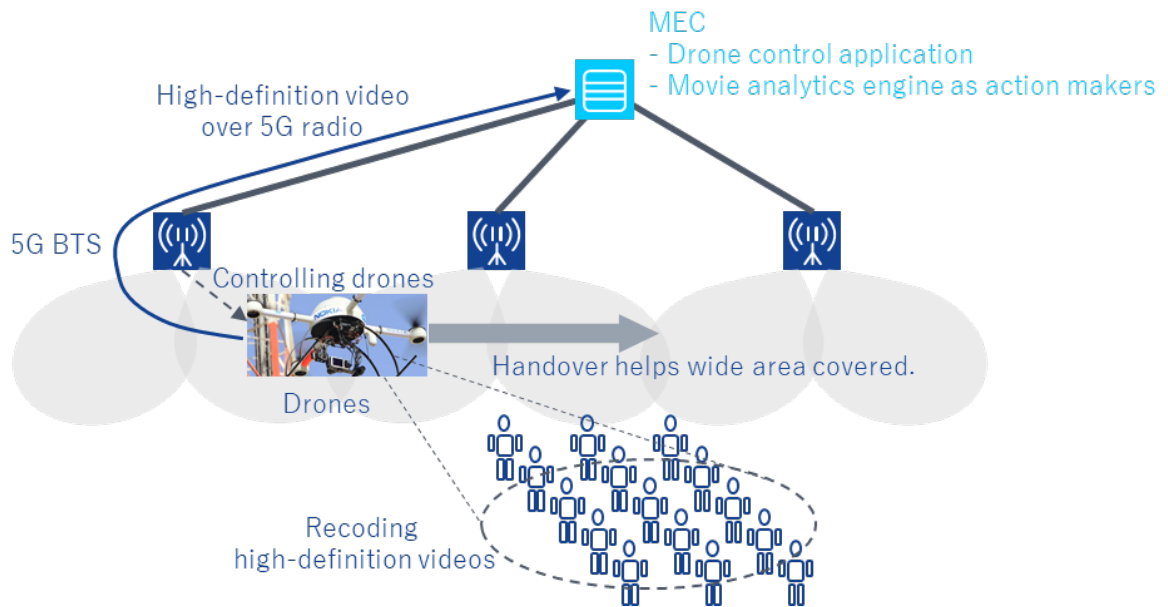 MEC
- Drone control application
- Movie analytics engine as action makers
High-definition video
over 5G radio
5G BTS
Controlling drones
NOKIA
Handover helps wide area covered.
Drones
Recoding
high-definition videos